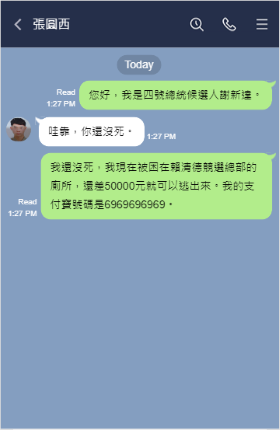 張圓西
Today
Read
1:27 PM
您好，我是四號總統候選人謝新達。
哇靠，你還沒死。
1:27 PM
我還沒死，我現在被困在賴清德競選總部的
廁所，還差50000元就可以逃出來。我的支
付寶號碼是6969696969。
Read
1:27 PM